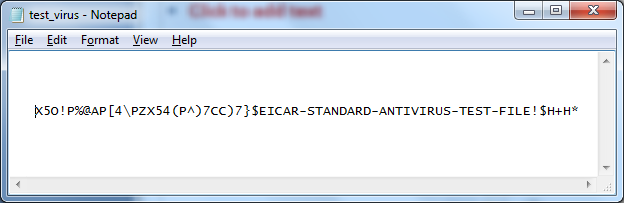 Click to add text
test_virus - Notepad
File Edit Format View Help
X5O!P%@AP[4\PZX54(P^)7CC)7}$EICAR-STANDARD-ANTIVIRUS-TEST-FILE!$H+H*